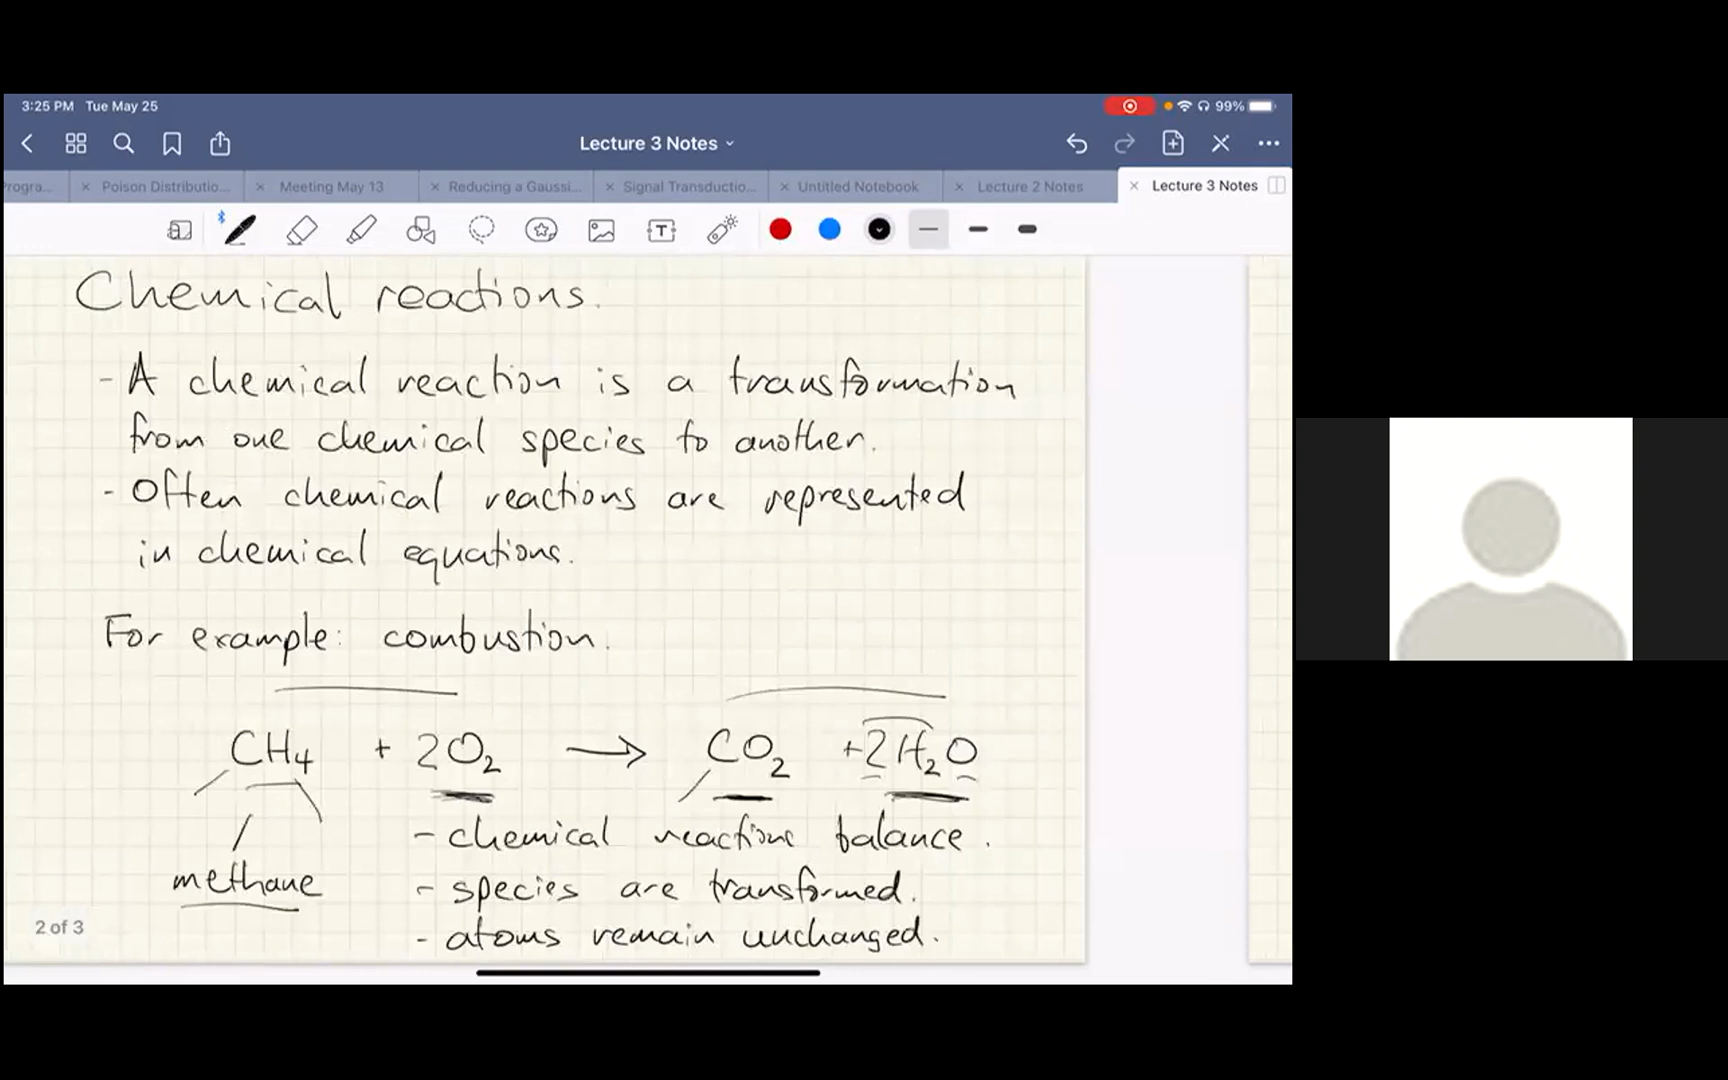 3:25 PM Tue May 25 99%
Lecture 3 Notes
Progra... Poison Distributio... Meeting May 13 Reducing a Gaussi... Signal Transductio... Untitled Notebook Lecture 2 Notes Lecture 3 Notes
Chemical reactions.
- A chemical reaction is a transformation
from one chemical species to another.
- Often chemical reactions are represented
in chemical equations.
For example: combustion.
CH₄ + 2O₂ → CO₂ + 2H₂O
- chemical reactions balance.
methane - species are transformed.
2 of 3 - atoms remain unchanged.